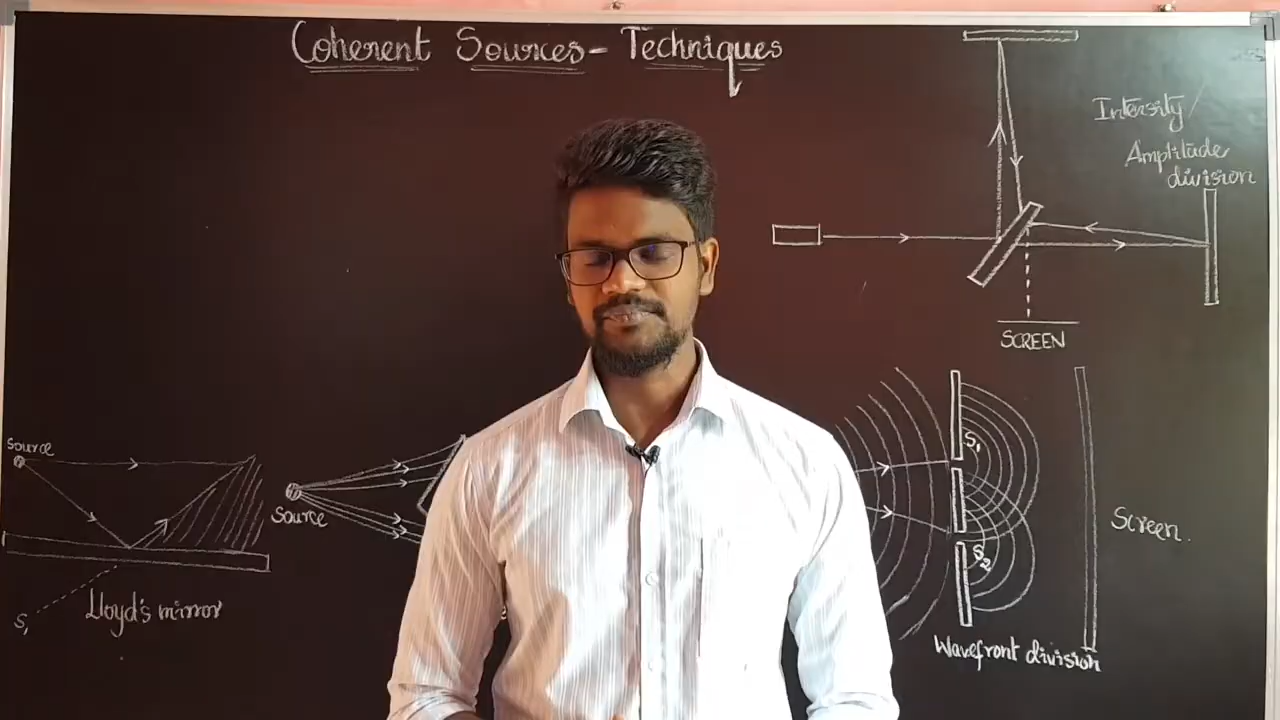 Coherent Sources - Techniques
Intensity/
Amplitude
division
SCREEN
Source
S₁
Lloyd's mirror
Source
S₁
S₂
Screen.
Wavefront division